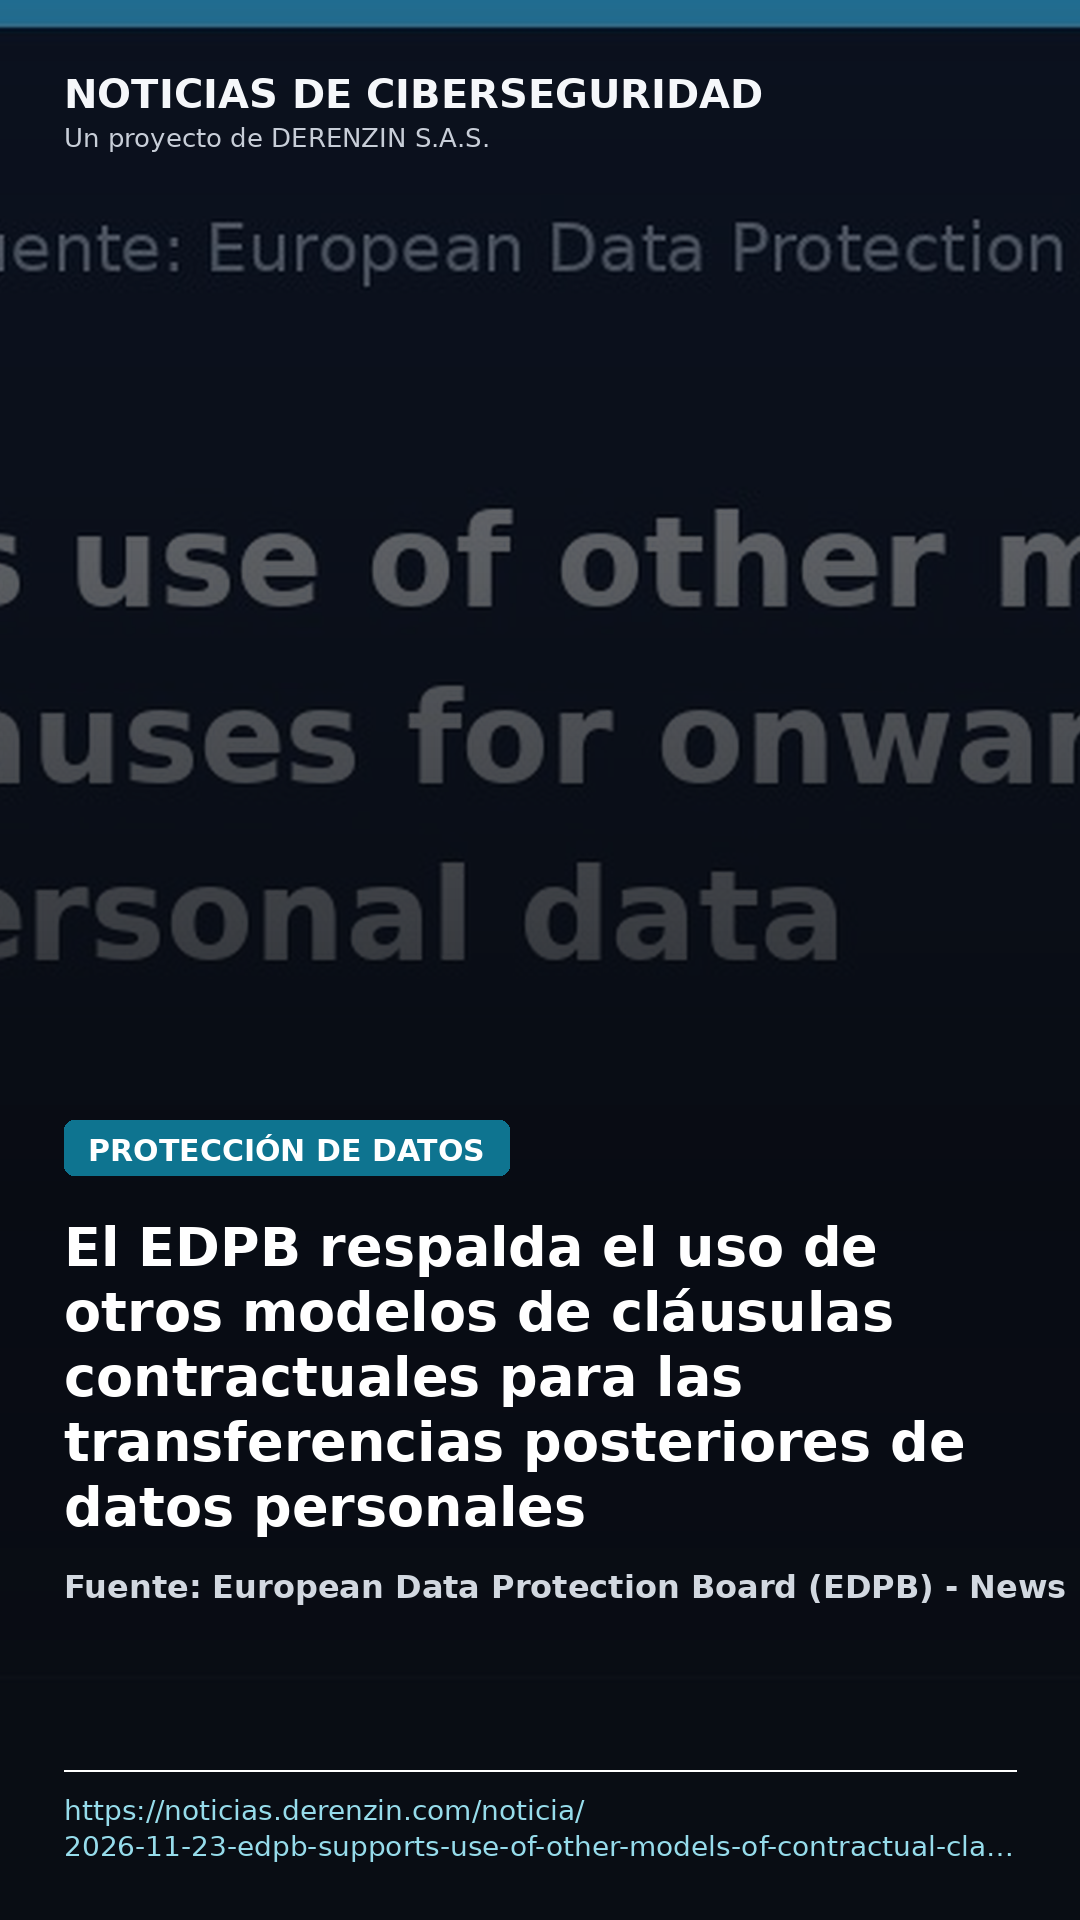 NOTICIAS DE CIBERSEGURIDAD
Un proyecto de DERENZIN S.A.S.
uente: European Data Protection
s use of other m
auses for onwar
ersonal data
PROTECCIÓN DE DATOS
El EDPB respalda el uso de
otros modelos de cláusulas
contractuales para las
transferencias posteriores de
datos personales
Fuente: European Data Protection Board (EDPB) - News
https://noticias.derenzin.com/noticia/
2026-11-23-edpb-supports-use-of-other-models-of-contractual-cla...